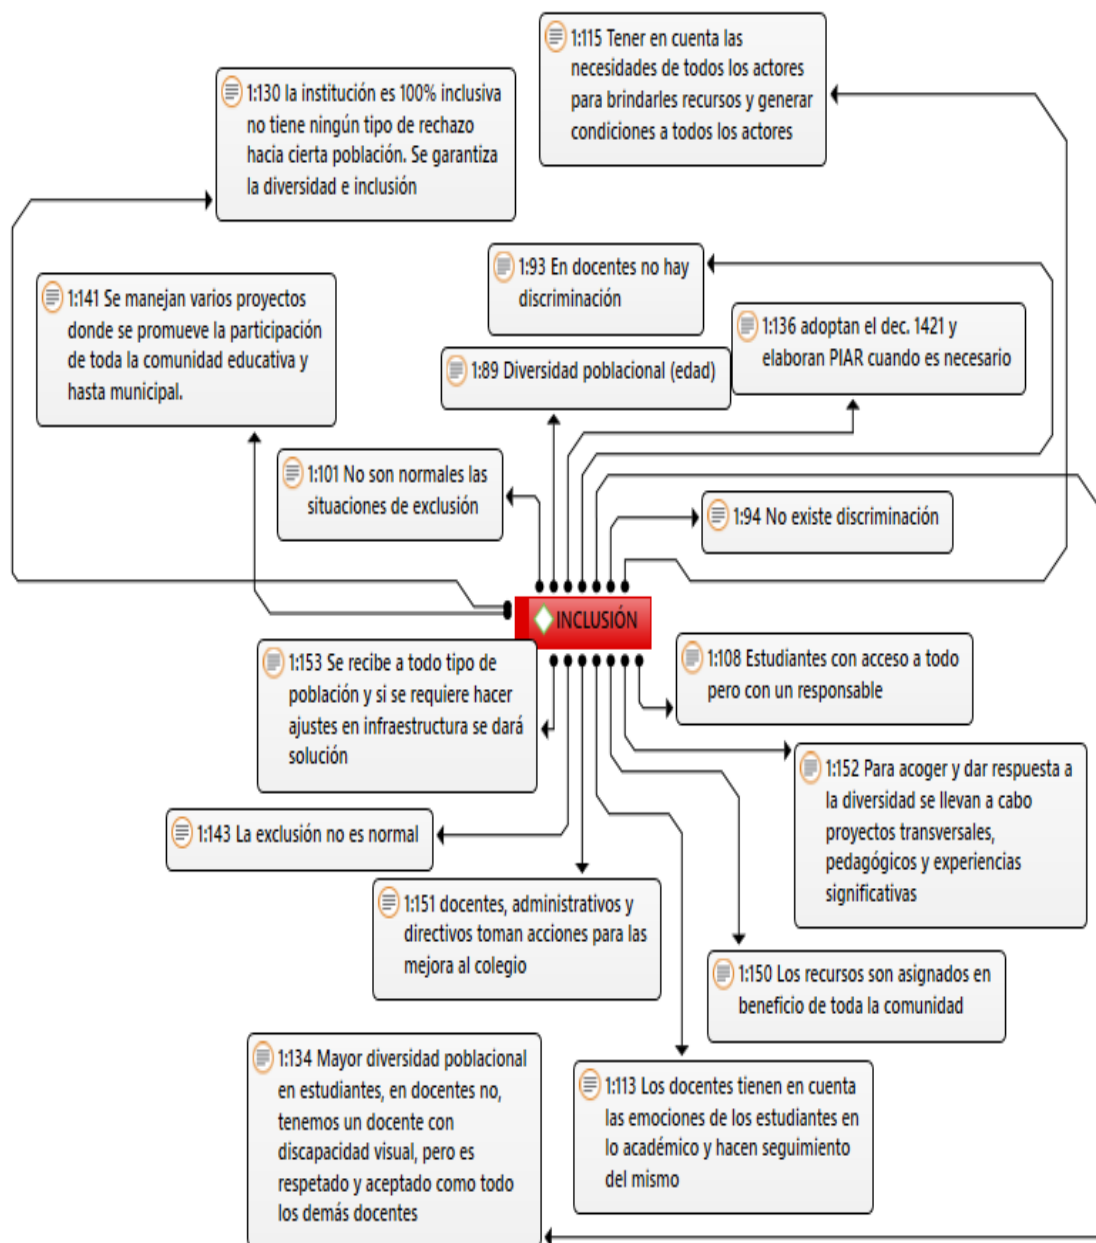 1:115 Tener en cuenta las
necesidades de todos los actores
para brindarles recursos y generar
condiciones a todos los actores
1:130 la institución es 100% inclusiva
no tiene ningún tipo de rechazo
hacia cierta población. Se garantiza
la diversidad e inclusión
1:93 En docentes no hay
discriminación
1:141 Se manejan varios proyectos
donde se promueve la participación
de toda la comunidad educativa y
hasta municipal.
1:136 adoptan el dec. 1421 y
elaboran PIAR cuando es necesario
1:89 Diversidad poblacional (edad)
1:101 No son normales las
situaciones de exclusión
1:94 No existe discriminación
INCLUSIÓN
1:153 Se recibe a todo tipo de
población y si se requiere hacer
ajustes en infraestructura se dará
solución
1:108 Estudiantes con acceso a todo
pero con un responsable
1:152 Para acoger y dar respuesta a
la diversidad se llevan a cabo
proyectos transversales,
pedagógicos y experiencias
significativas
1:143 La exclusión no es normal
1:151 docentes, administrativos y
directivos toman acciones para las
mejora al colegio
1:150 Los recursos son asignados en
beneficio de toda la comunidad
1:134 Mayor diversidad poblacional
en estudiantes, en docentes no,
tenemos un docente con
discapacidad visual, pero es
respetado y aceptado como todo
los demás docentes
1:113 Los docentes tienen en cuenta
las emociones de los estudiantes en
lo académico y hacen seguimiento
del mismo